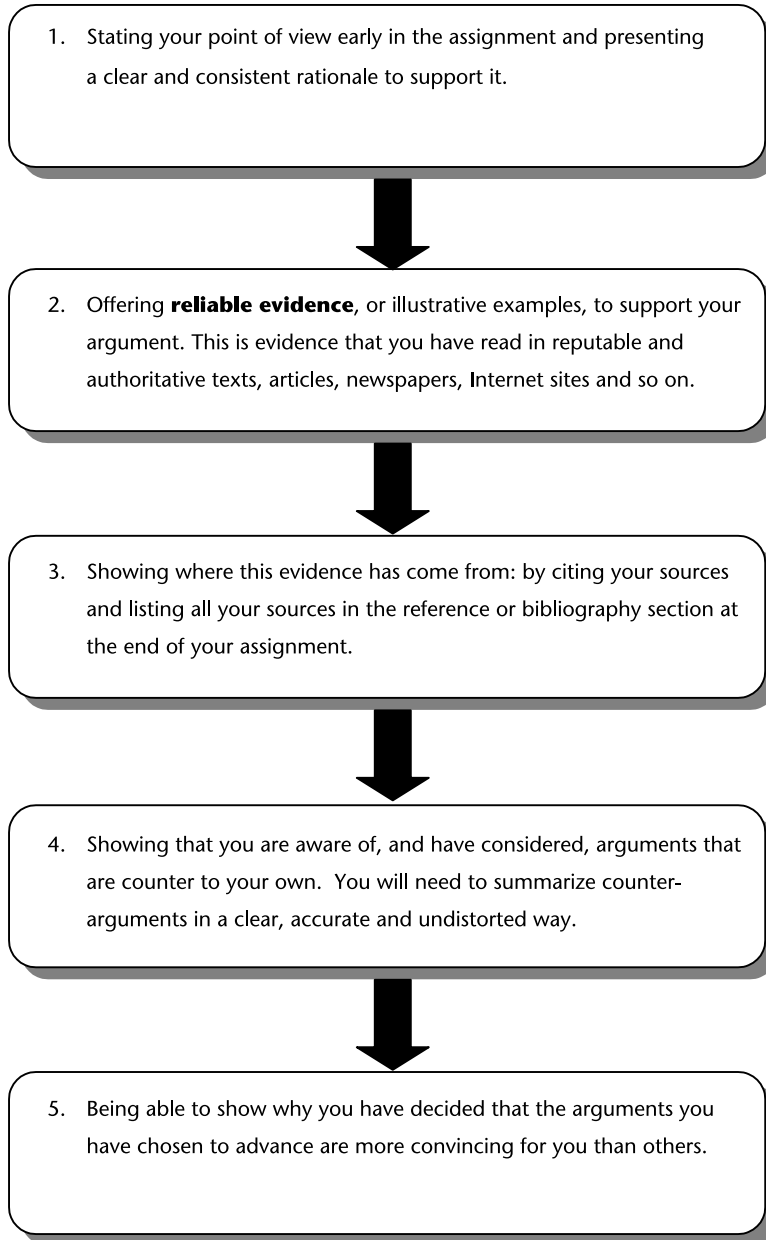 1. Stating your point of view early in the assignment and presenting
a clear and consistent rationale to support it.
2. Offering reliable evidence, or illustrative examples, to support your
argument. This is evidence that you have read in reputable and
authoritative texts, articles, newspapers, Internet sites and so on.
3. Showing where this evidence has come from: by citing your sources
and listing all your sources in the reference or bibliography section at
the end of your assignment.
4. Showing that you are aware of, and have considered, arguments that
are counter to your own. You will need to summarize counter-
arguments in a clear, accurate and undistorted way.
5. Being able to show why you have decided that the arguments you
have chosen to advance are more convincing for you than others.